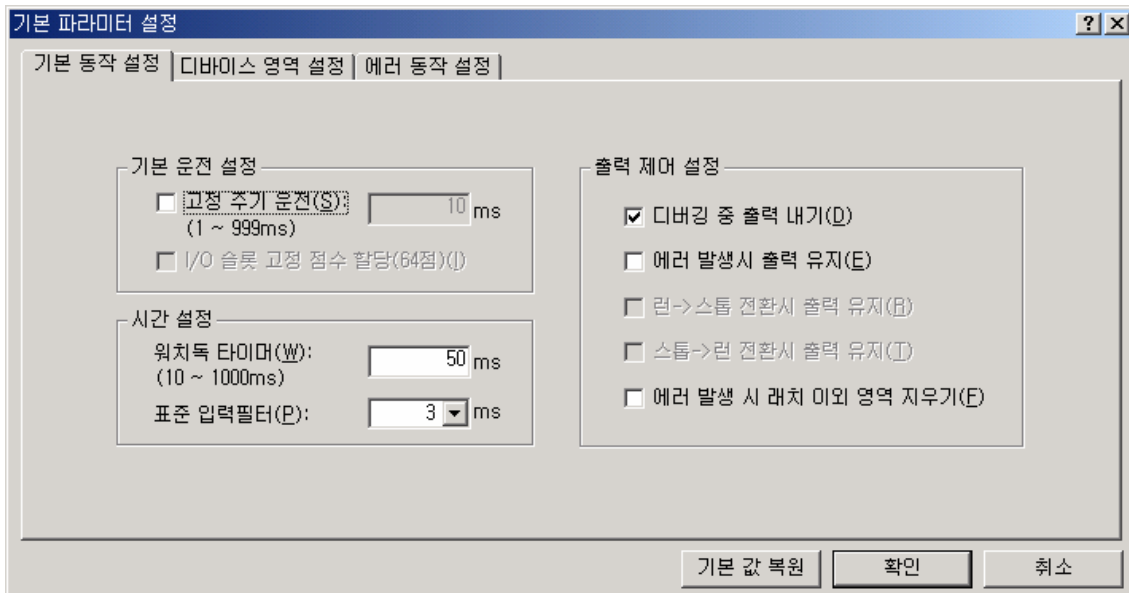 기본 파라미터 설정
기본 동작 설정 디바이스 영역 설정 에러 동작 설정
기본 운전 설정
고정 주기 운전(S): 10 ms
(1 ~ 999ms)
I/O 슬롯 고정 점수 할당(64점)(I)
시간 설정
워치독 타이머(W): 50 ms
(10 ~ 1000ms)
표준 입력필터(P): 3 ms
출력 제어 설정
디버깅 중 출력 내기(D)
에러 발생시 출력 유지(E)
런->스톱 전환시 출력 유지(R)
스톱->런 전환시 출력 유지(T)
에러 발생 시 래치 이외 영역 지우기(F)
기본 값 복원 확인 취소